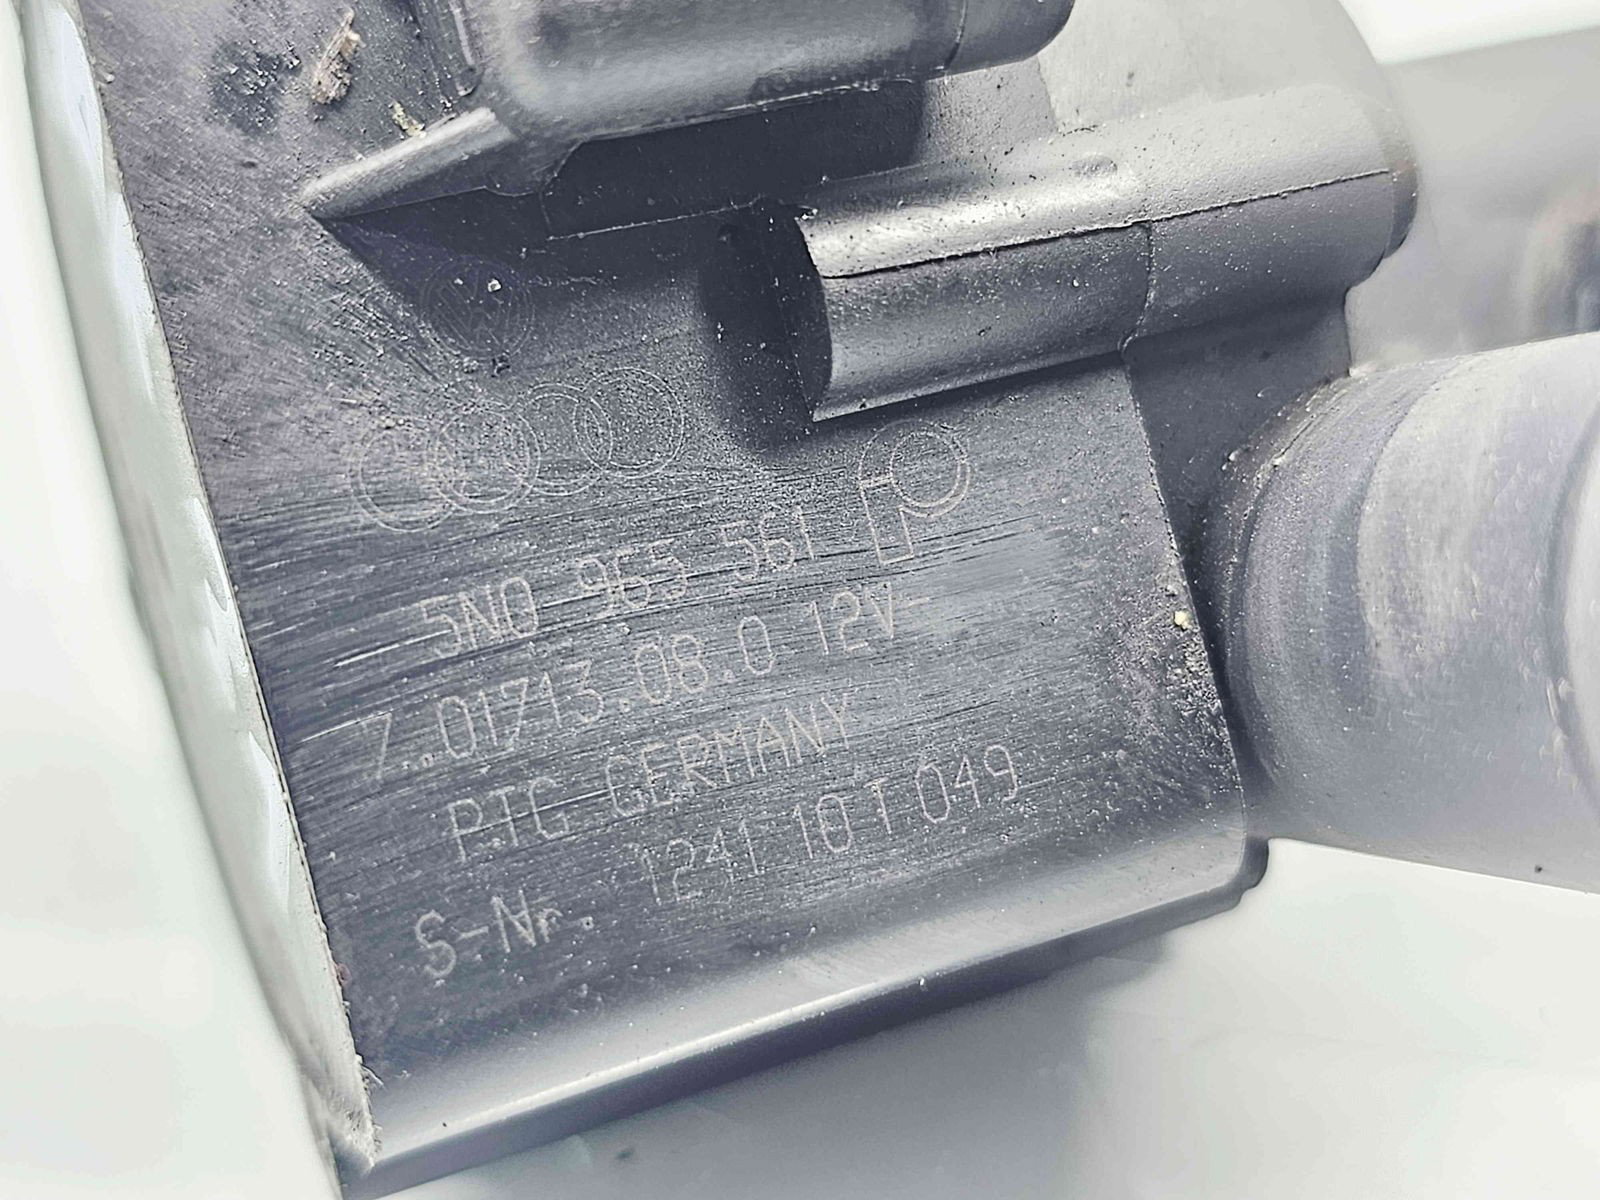 5N0 965 561
7.01713.08.0 12V-
PTG GERMANY
S-Nr. 1241 101 049